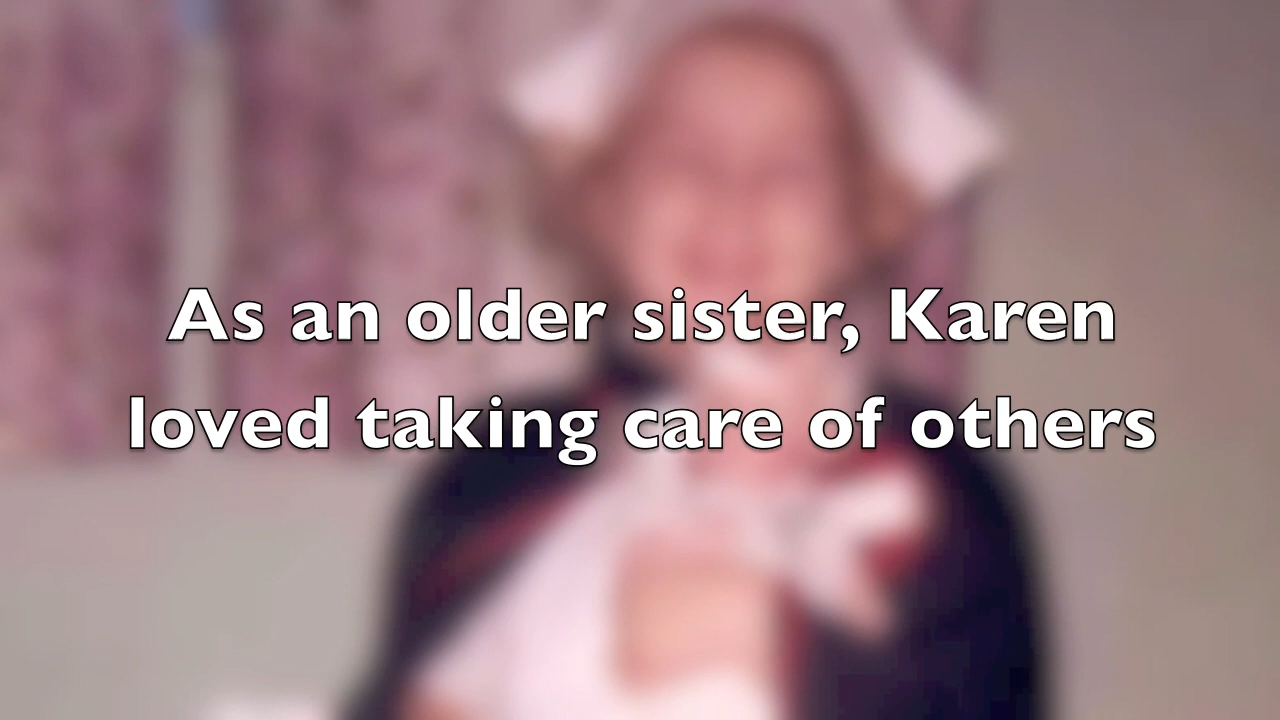 As an older sister, Karen
loved taking care of others